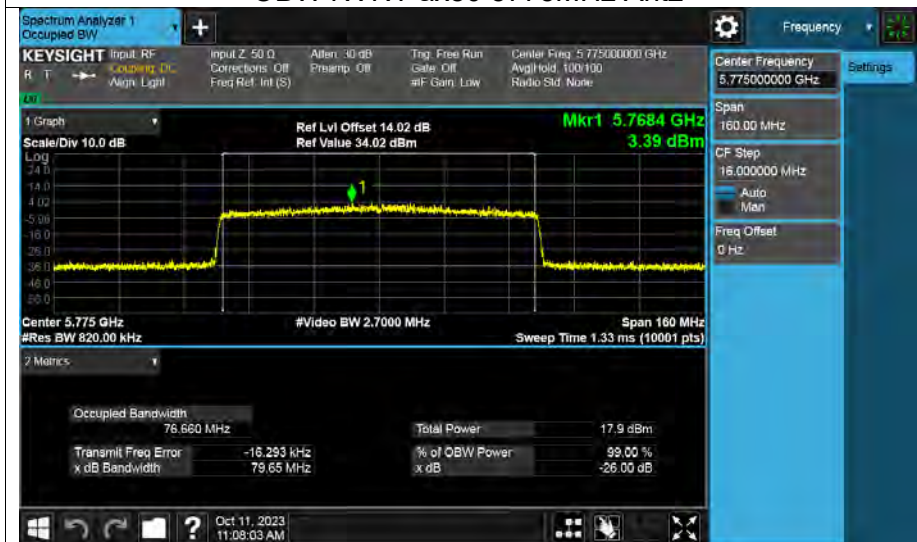 Spectrum Analyzer 1
Occupied BW
+
Frequency
KEYSIGHT
R T
Input: RF
Coupling: DC
Align: Light
Input Z: 50 Ω
Corrections: Off
Freq Ref: Int (S)
Atten: 30 dB
Preamp: Off
Trig: Free Run
Gate: Off
#IF Gain: Low
Center Freq: 5.775000000 GHz
Avg|Hold: 100/100
Radio Std: None
Center Frequency
5.775000000 GHz
Settings
Span
160.00 MHz
CF Step
16.000000 MHz
Auto
Man
Freq Offset
0 Hz
1 Graph
Scale/Div 10.0 dB
Ref Lvl Offset 14.02 dB
Ref Value 34.02 dBm
Mkr1 5.7684 GHz
3.39 dBm
Log
24.0
14.0
4.02
-5.98
-16.0
-26.0
-36.0
-46.0
-56.0
1
Center 5.775 GHz
#Res BW 820.00 kHz
#Video BW 2.7000 MHz
Span 160 MHz
Sweep Time 1.33 ms (10001 pts)
2 Metrics
Occupied Bandwidth
76.660 MHz
Total Power 17.9 dBm
Transmit Freq Error -16.293 kHz
% of OBW Power 99.00 %
x dB Bandwidth 79.65 MHz
x dB -26.00 dB
?
Oct 11, 2023
11:08:03 AM